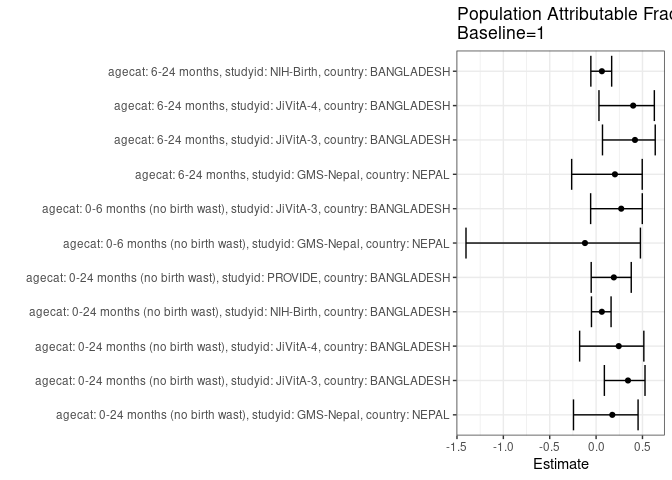 Population Attributable Frac
Baseline=1
agecat: 6-24 months, studyid: NIH-Birth, country: BANGLADESH
agecat: 6-24 months, studyid: JiVitA-4, country: BANGLADESH
agecat: 6-24 months, studyid: JiVitA-3, country: BANGLADESH
agecat: 6-24 months, studyid: GMS-Nepal, country: NEPAL
agecat: 0-6 months (no birth wast), studyid: JiVitA-3, country: BANGLADESH
agecat: 0-6 months (no birth wast), studyid: GMS-Nepal, country: NEPAL
agecat: 0-24 months (no birth wast), studyid: PROVIDE, country: BANGLADESH
agecat: 0-24 months (no birth wast), studyid: NIH-Birth, country: BANGLADESH
agecat: 0-24 months (no birth wast), studyid: JiVitA-4, country: BANGLADESH
agecat: 0-24 months (no birth wast), studyid: JiVitA-3, country: BANGLADESH
agecat: 0-24 months (no birth wast), studyid: GMS-Nepal, country: NEPAL
-1.5 -1.0 -0.5 0.0 0.5
Estimate